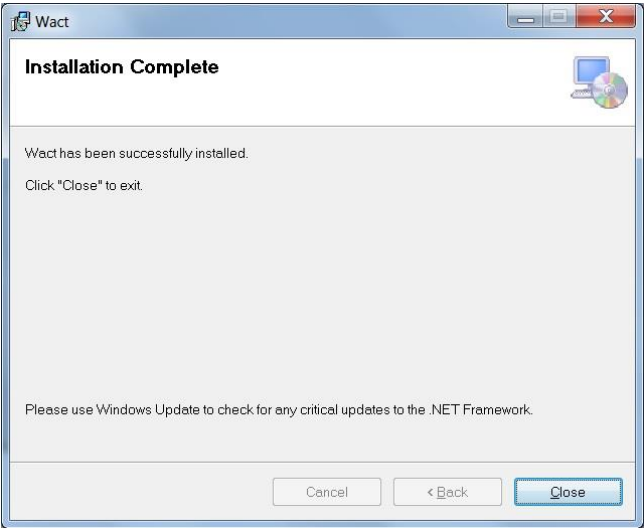 Wact
Installation Complete
Wact has been successfully installed.
Click "Close" to exit.
Please use Windows Update to check for any critical updates to the .NET Framework.
Cancel
< Back
Close